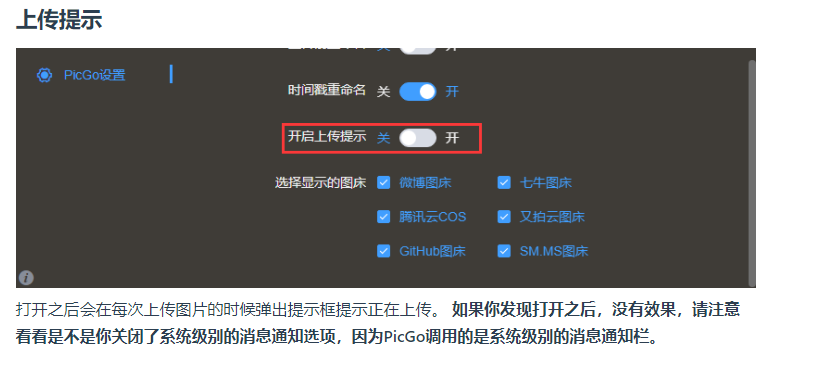 上传提示
PicGo设置
时间戳重命名 关 开
开启上传提示 关 开
选择显示的图床 微博图床 七牛图床
腾讯云COS 又拍云图床
GitHub图床 SM.MS图床
打开之后会在每次上传图片的时候弹出提示框提示正在上传。 如果你发现打开之后，没有效果，请注意
看看是不是你关闭了系统级别的消息通知选项，因为PicGo调用的是系统级别的消息通知栏。